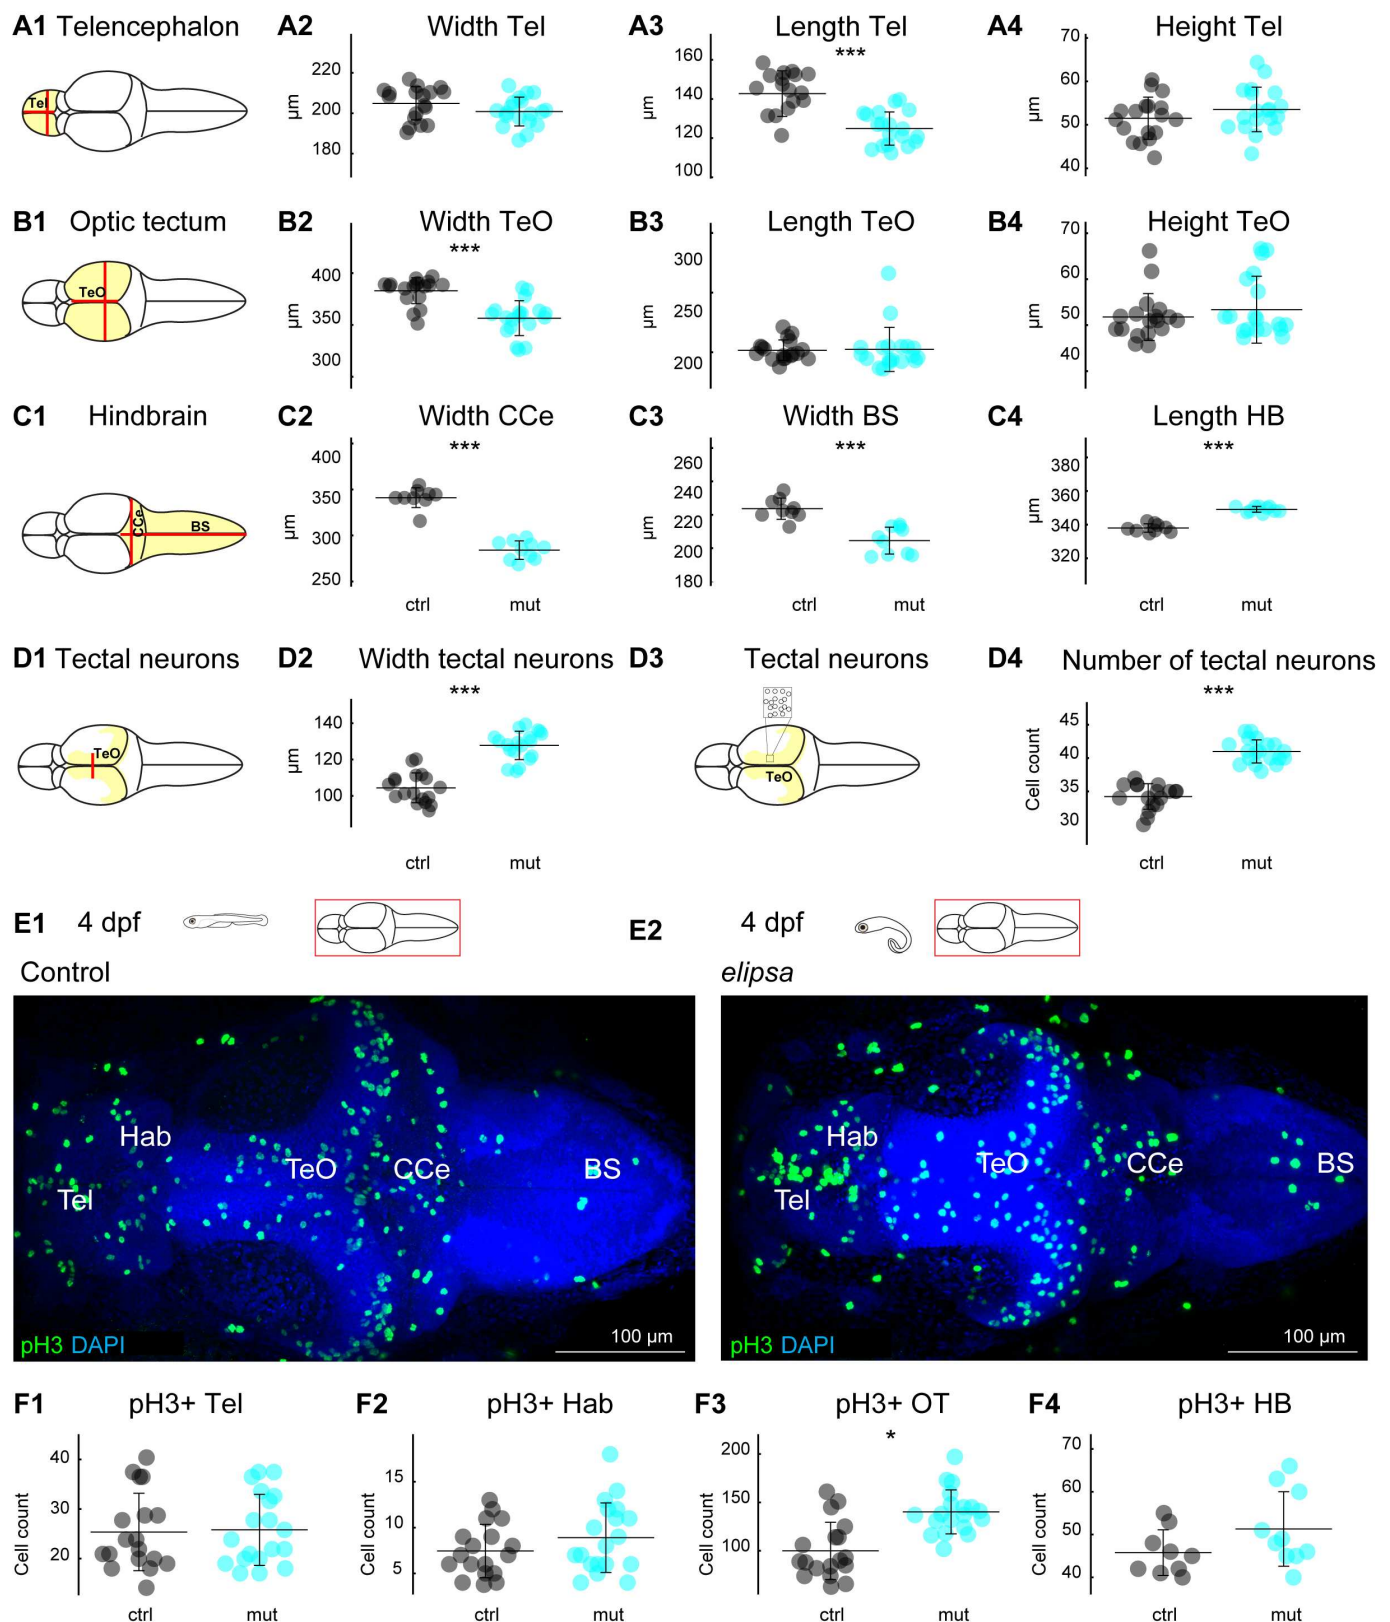 A1 Telencephalon A2 Width Tel A3 Length Tel A4 Height Tel
Tel
µm 220 200 180
µm 160 140 120 100 ***
µm 70 60 50 40
B1 Optic tectum B2 Width TeO B3 Length TeO B4 Height TeO
TeO
µm 400 350 300 ***
µm 300 250 200
µm 70 60 50 40
C1 Hindbrain C2 Width CCe C3 Width BS C4 Length HB
CCe BS
µm 400 350 300 250 ***
µm 260 240 220 200 180 ***
380 360 340 320 ***
ctrl mut ctrl mut ctrl mut
D1 Tectal neurons D2 Width tectal neurons D3 Tectal neurons D4 Number of tectal neurons
TeO
µm 140 120 100 ***
TeO
Cell count 45 40 35 30 ***
ctrl mut ctrl mut
E1 4 dpf E2 4 dpf
Control elipsa
Hab TeO CCe BS Tel
pH3 DAPI 100 µm
Hab TeO CCe BS Tel
pH3 DAPI 100 µm
F1 pH3+ Tel F2 pH3+ Hab F3 pH3+ OT F4 pH3+ HB
Cell count 40 30 20
Cell count 15 10 5
Cell count 200 150 100 *
Cell count 70 60 50 40
ctrl mut ctrl mut ctrl mut ctrl mut